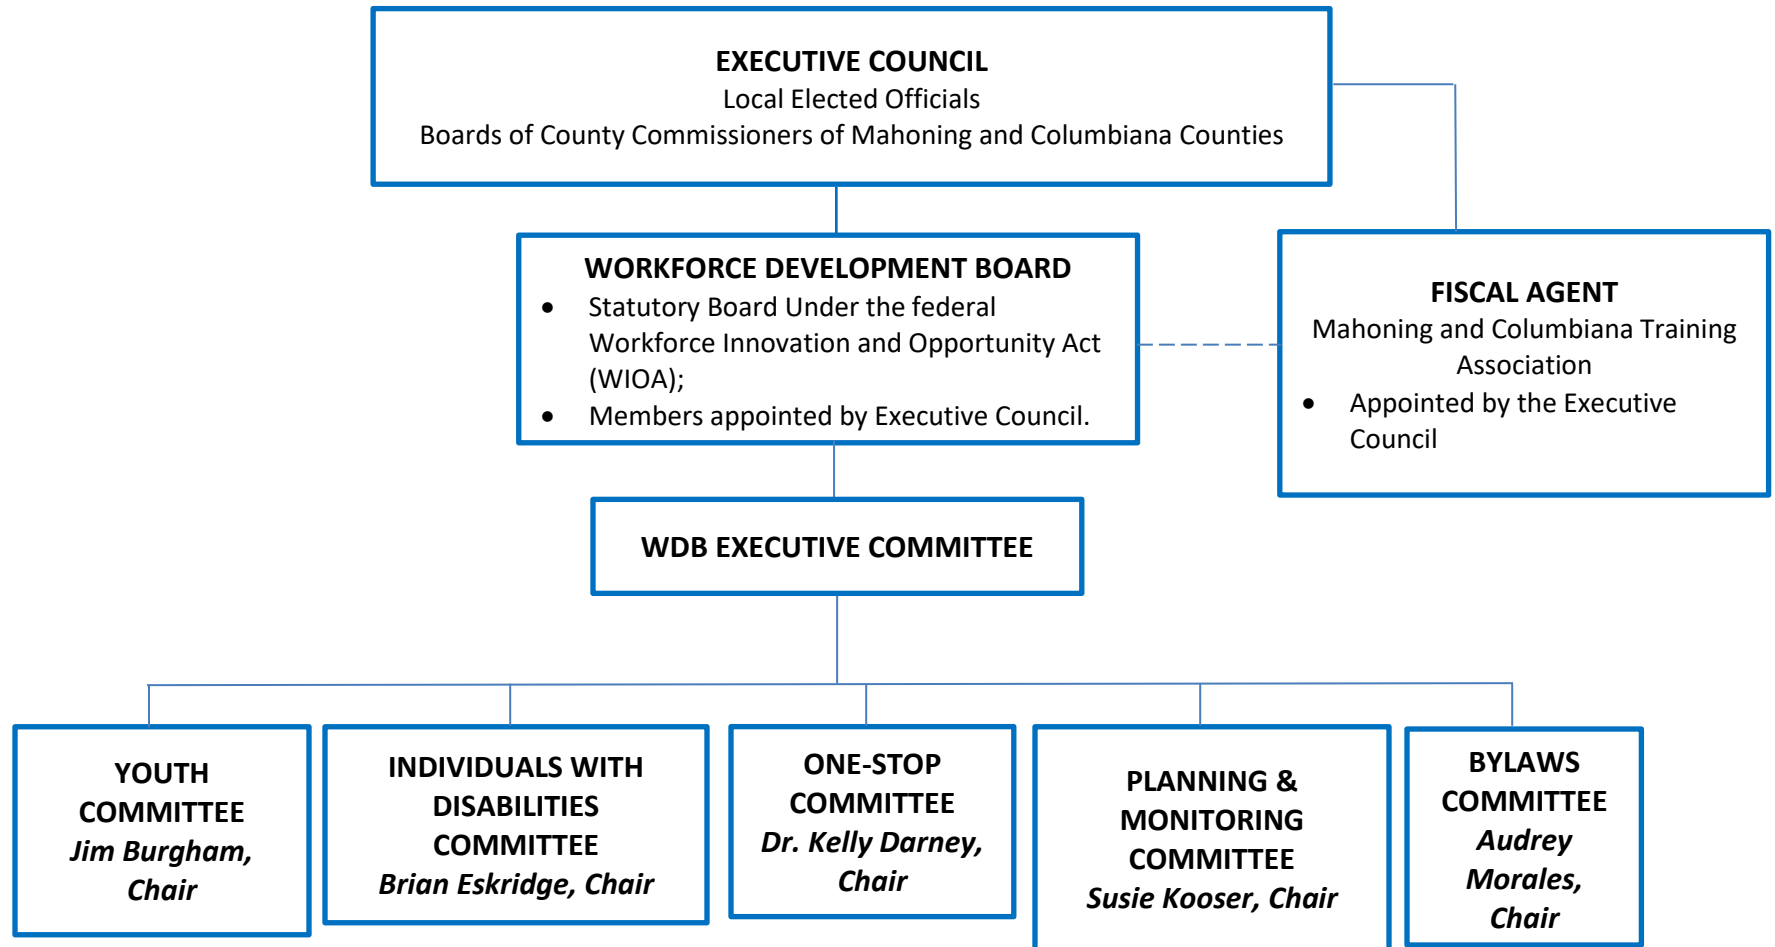 EXECUTIVE COUNCIL
Local Elected Officials
Boards of County Commissioners of Mahoning and Columbiana Counties
WORKFORCE DEVELOPMENT BOARD
• Statutory Board Under the federal
Workforce Innovation and Opportunity Act
(WIOA);
• Members appointed by Executive Council.
FISCAL AGENT
Mahoning and Columbiana Training
Association
• Appointed by the Executive
Council
WDB EXECUTIVE COMMITTEE
YOUTH
COMMITTEE
Jim Burgham,
Chair
INDIVIDUALS WITH
DISABILITIES
COMMITTEE
Brian Eskridge, Chair
ONE-STOP
COMMITTEE
Dr. Kelly Darney,
Chair
PLANNING &
MONITORING
COMMITTEE
Susie Kooser, Chair
BYLAWS
COMMITTEE
Audrey
Morales,
Chair